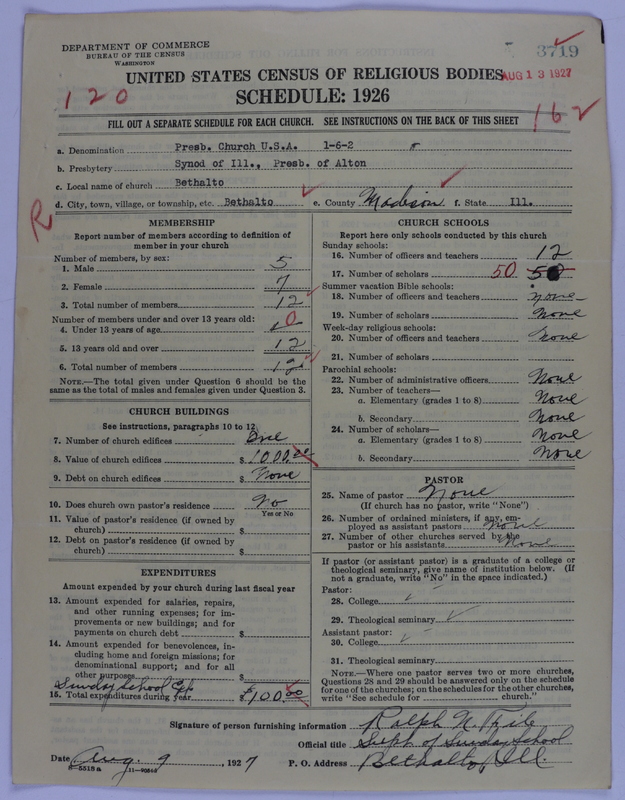 DEPARTMENT OF COMMERCE
BUREAU OF THE CENSUS
WASHINGTON
3719
UNITED STATES CENSUS OF RELIGIOUS BODIES
AUG 13 1927
120
SCHEDULE: 1926
162
FILL OUT A SEPARATE SCHEDULE FOR EACH CHURCH. SEE INSTRUCTIONS ON THE BACK OF THIS SHEET
a. Denomination Presb. Church U.S.A. 1-6-2
b. Presbytery Synod of Ill., Presb. of Alton
c. Local name of church Bethalto
d. City, town, village, or township, etc. Bethalto e. County Madison f. State Ill.
R
MEMBERSHIP
Report number of members according to definition of member in your church
Number of members, by sex:
1. Male 5
2. Female 7
3. Total number of members 12
Number of members under and over 13 years old:
4. Under 13 years of age 0
5. 13 years old and over 12
6. Total number of members 12
NOTE.—The total given under Question 6 should be the
same as the total of males and females given under Question 3.
CHURCH BUILDINGS
See instructions, paragraphs 10 to 12
7. Number of church edifices One
8. Value of church edifices $ 1000.00
9. Debt on church edifices $ None
10. Does church own pastor's residence No
Yes or No
11. Value of pastor's residence (if owned by
church) $
12. Debt on pastor's residence (if owned by
church) $
EXPENDITURES
Amount expended by your church during last fiscal year
13. Amount expended for salaries, repairs,
and other running expenses; for im-
provements or new buildings; and for
payments on church debt $
14. Amount expended for benevolences, in-
cluding home and foreign missions; for
denominational support; and for all
other purposes
Sunday School
15. Total expenditures during year $100.00
CHURCH SCHOOLS
Report here only schools conducted by this church
Sunday schools:
16. Number of officers and teachers 12
17. Number of scholars 50 50
Summer vacation Bible schools:
18. Number of officers and teachers None
19. Number of scholars None
Week-day religious schools:
20. Number of officers and teachers None
21. Number of scholars
Parochial schools:
22. Number of administrative officers None
23. Number of teachers—
a. Elementary (grades 1 to 8) None
b. Secondary None
24. Number of scholars—
a. Elementary (grades 1 to 8) None
b. Secondary None
PASTOR
25. Name of pastor None
(If church has no pastor, write "None")
26. Number of ordained ministers, if any, em-
ployed as assistant pastors None
27. Number of other churches served by the
pastor or his assistants None
If pastor (or assistant pastor) is a graduate of a college or
theological seminary, give name of institution below. (If
not a graduate, write "No" in the space indicated.)
Pastor:
28. College
29. Theological seminary
Assistant pastor:
30. College
31. Theological seminary
NOTE.—Where one pastor serves two or more churches,
Questions 28 and 29 should be answered only on the schedule
for one of the churches; on the schedules for the other churches,
write "See schedule for church."
Signature of person furnishing information Ralph N.
Official title Supt. of Sunday School
Date Aug. 9, 1927 P. O. Address Bethalto, Ill.
8-5518a 11-